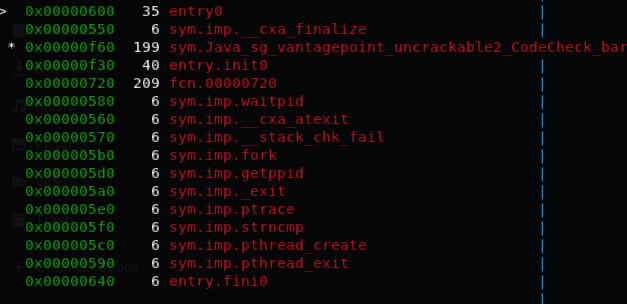 > 0x00000600 35 entry0
0x00000550 6 sym.imp.__cxa_finalize
* 0x00000f60 199 sym.Java_sg_vantagepoint_uncrackable2_CodeCheck_bar
0x00000f30 40 entry.init0
0x00000720 209 fcn.00000720
0x00000580 6 sym.imp.waitpid
0x00000560 6 sym.imp.__cxa_atexit
0x00000570 6 sym.imp.__stack_chk_fail
0x000005b0 6 sym.imp.fork
0x000005d0 6 sym.imp.getppid
0x000005a0 6 sym.imp._exit
0x000005e0 6 sym.imp.ptrace
0x000005f0 6 sym.imp.strncmp
0x000005c0 6 sym.imp.pthread_create
0x00000590 6 sym.imp.pthread_exit
0x00000640 6 entry.fini0